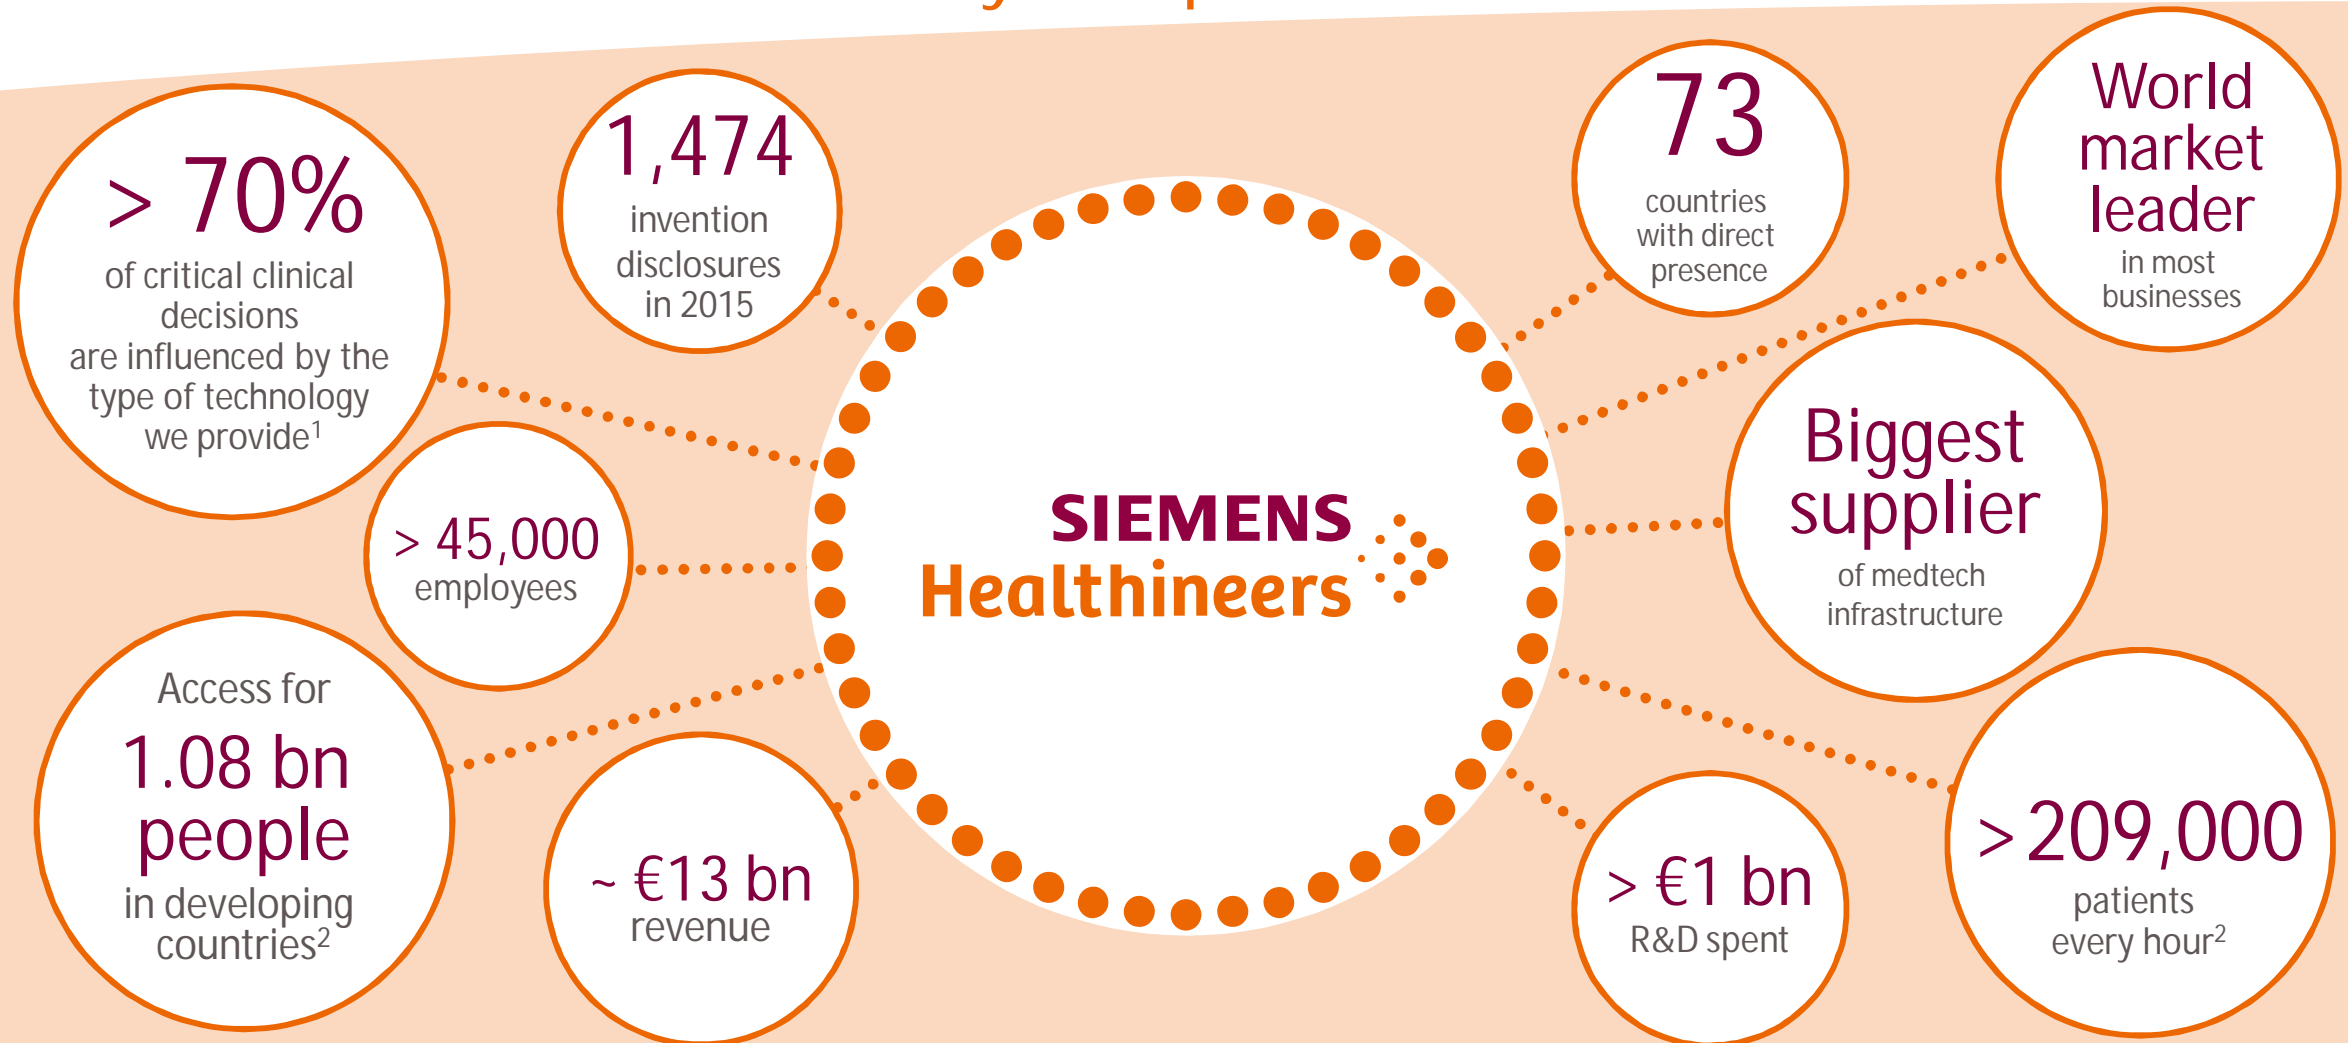 > 70%
of critical clinical
decisions
are influenced by the
type of technology
we provide¹
1,474
invention
disclosures
in 2015
> 45,000
employees
Access for
1.08 bn
people
in developing
countries²
~ €13 bn
revenue
SIEMENS
Healthineers
73
countries
with direct
presence
World
market
leader
in most
businesses
Biggest
supplier
of medtech
infrastructure
> €1 bn
R&D spent
> 209,000
patients
every hour²